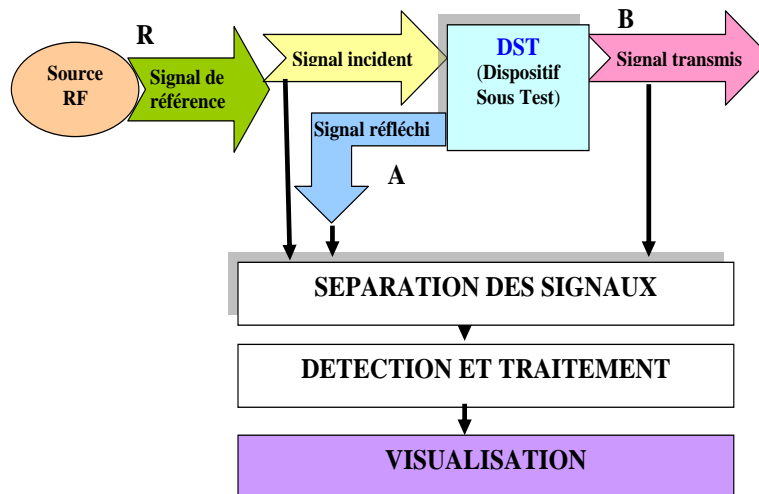 R
B
Source
RF
Signal de
référence
Signal incident
DST
(Dispositif
Sous Test)
Signal transmis
Signal réfléchi
A
SEPARATION DES SIGNAUX
DETECTION ET TRAITEMENT
VISUALISATION